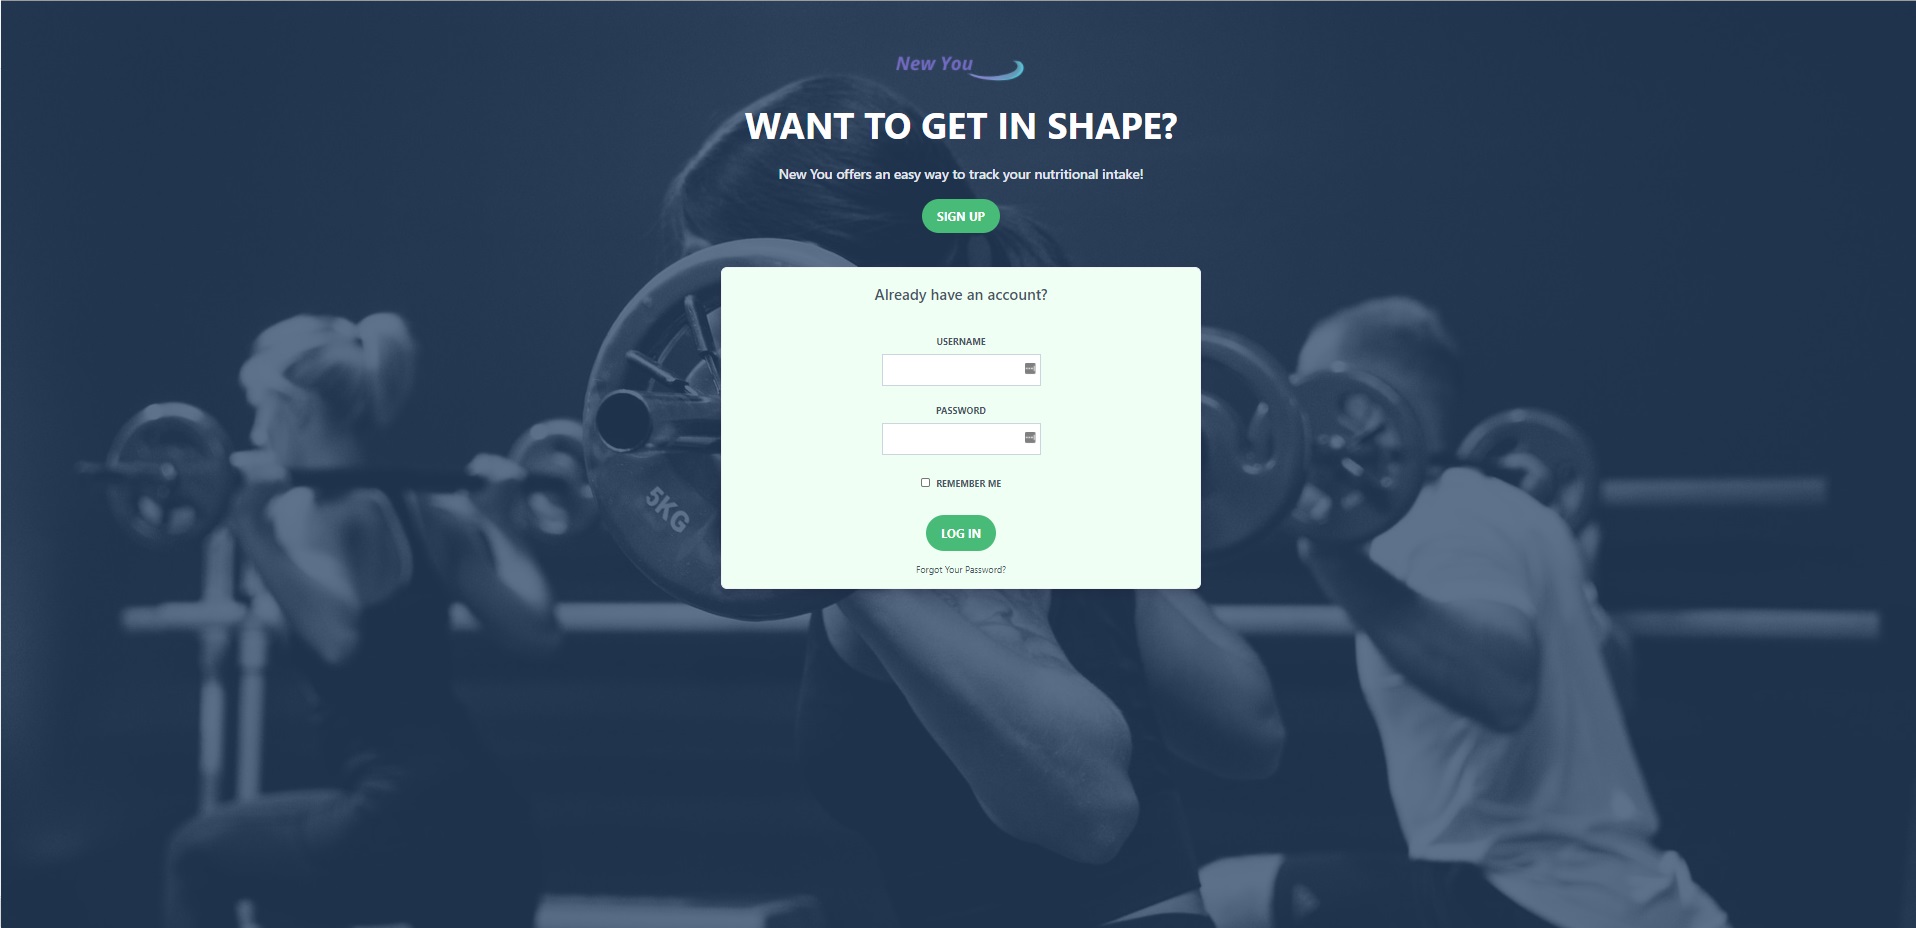 New You
WANT TO GET IN SHAPE?
New You offers an easy way to track your nutritional intake!
SIGN UP
Already have an account?
USERNAME
PASSWORD
REMEMBER ME
LOG IN
Forgot Your Password?
5KG